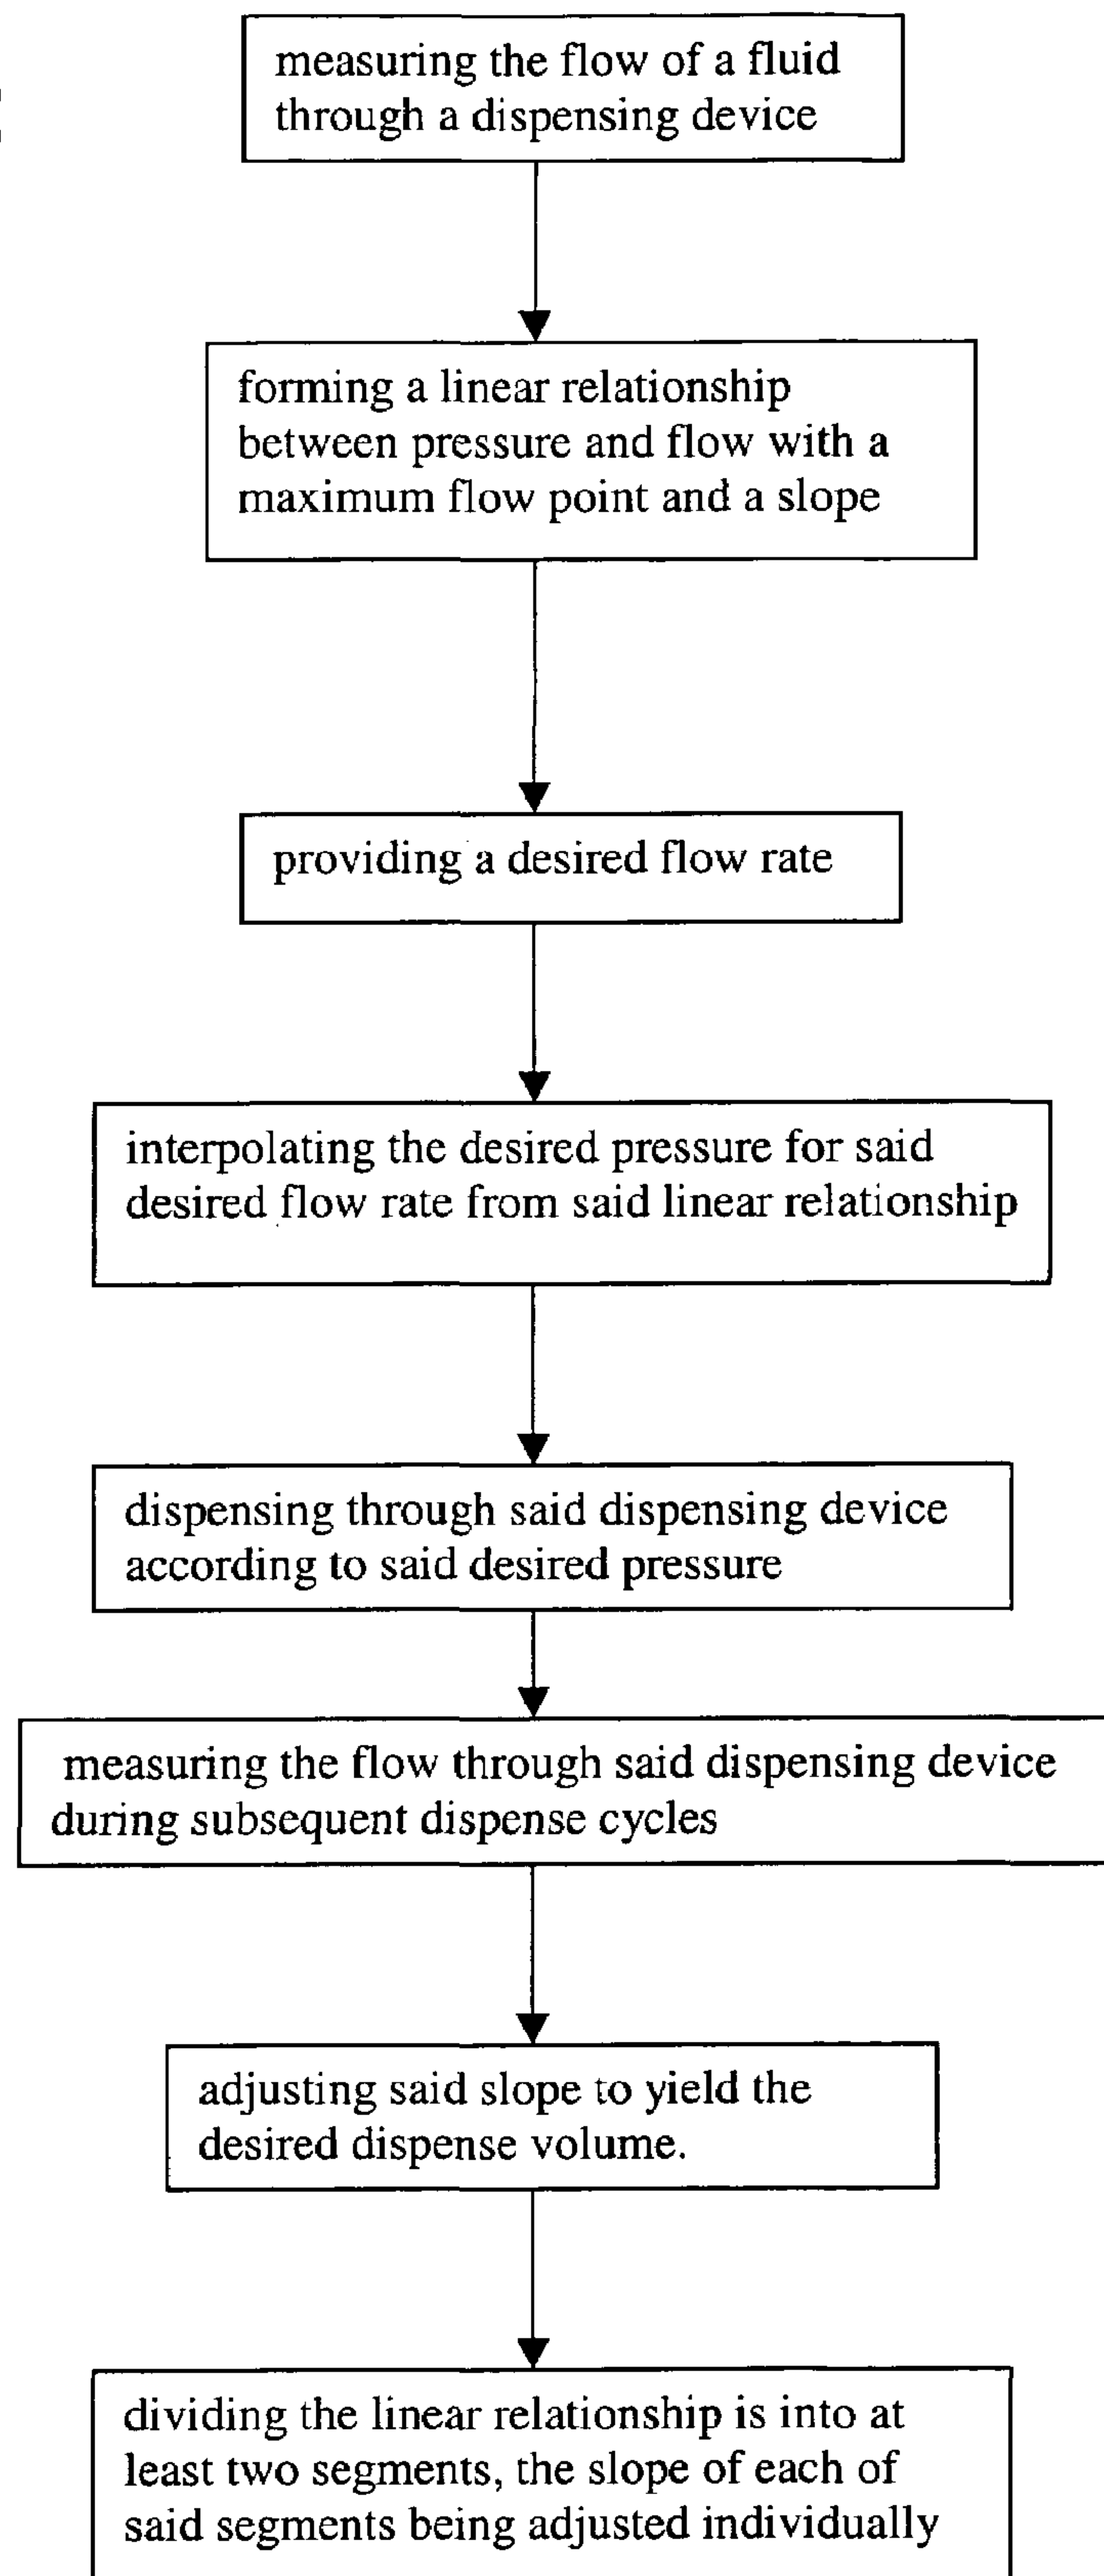 measuring the flow of a fluid
through a dispensing device
forming a linear relationship
between pressure and flow with a
maximum flow point and a slope
providing a desired flow rate
interpolating the desired pressure for said
desired flow rate from said linear relationship
dispensing through said dispensing device
according to said desired pressure
measuring the flow through said dispensing device
during subsequent dispense cycles
adjusting said slope to yield the
desired dispense volume.
dividing the linear relationship is into at
least two segments, the slope of each of
said segments being adjusted individually